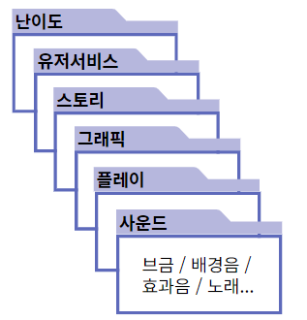 난이도
유저서비스
스토리
그래픽
플레이
사운드
브금 / 배경음 /
효과음 / 노래...